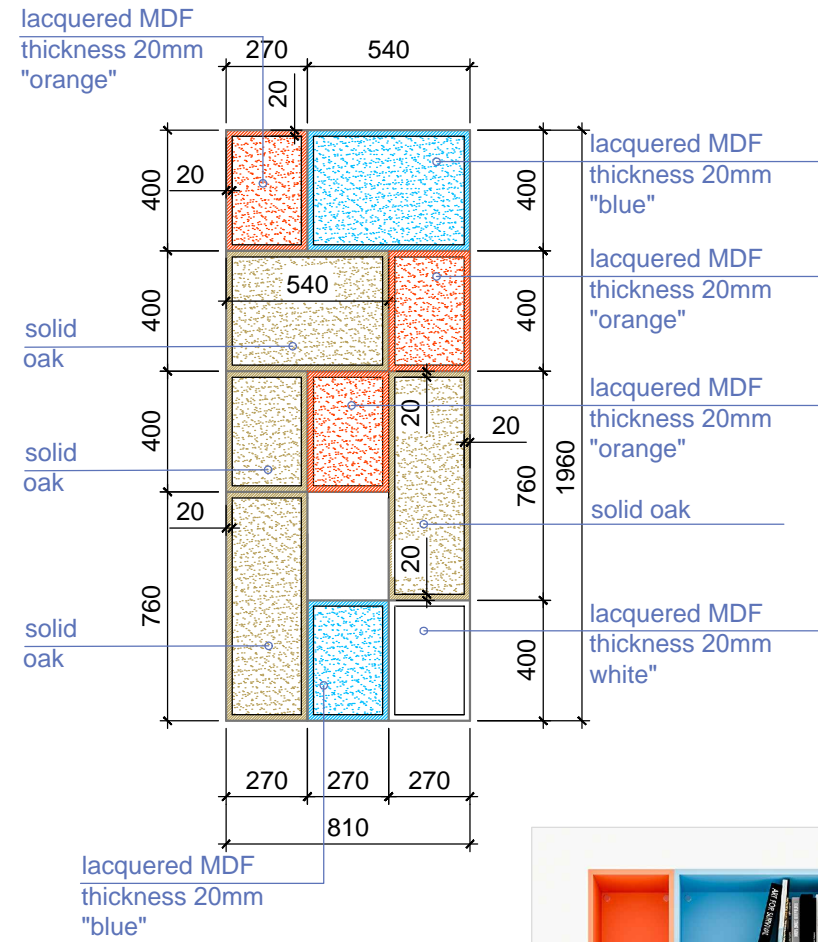 lacquered MDF
thickness 20mm
"orange"
270
540
20
20
400
400
lacquered MDF
thickness 20mm
"blue"
540
400
400
lacquered MDF
thickness 20mm
"orange"
solid
oak
400
20
20
lacquered MDF
thickness 20mm
"orange"
solid
oak
20
760
1960
solid oak
760
20
400
lacquered MDF
thickness 20mm
white"
solid
oak
270
270
270
810
lacquered MDF
thickness 20mm
"blue"
ART FOR SURVIVAL